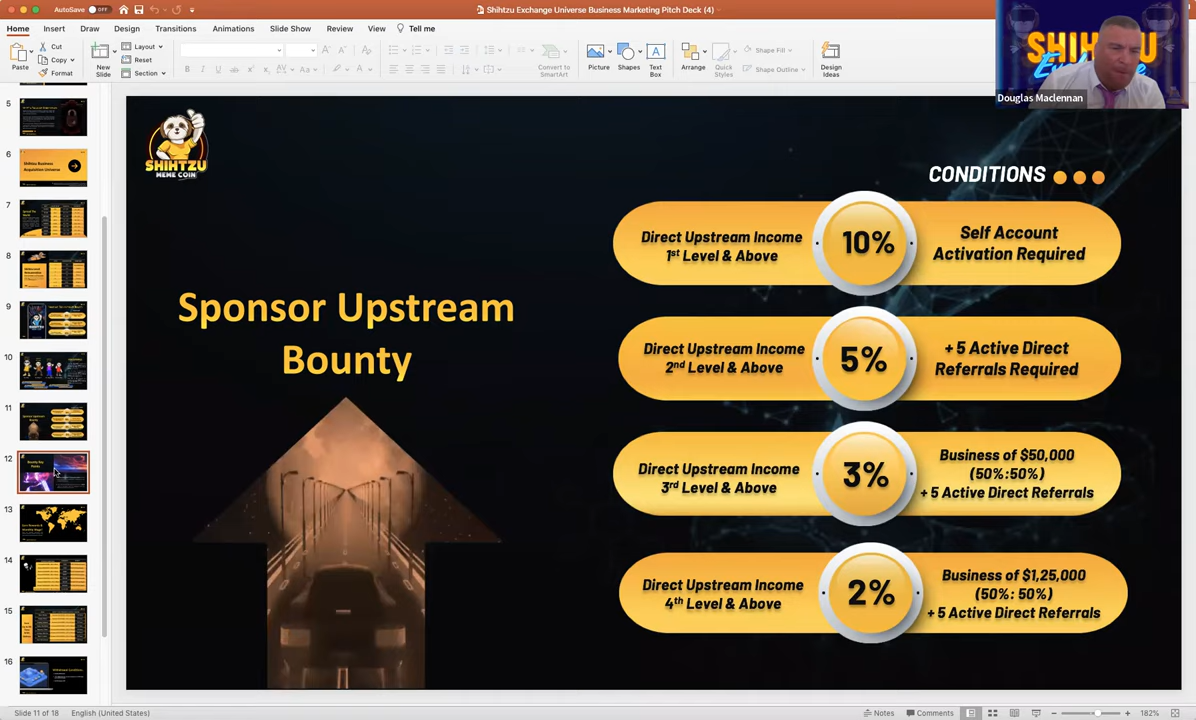 AutoSave OFF
Shihtzu Exchange Universe Business Marketing Pitch Deck (4)
Home Insert Draw Design Transitions Animations Slide Show Review View Tell me
Paste
Cut
Copy
Format
New
Slide
Layout
Reset
Section
Convert to
SmartArt
Picture
Shapes
Text
Box
Arrange
Quick
Styles
Shape Fill
Shape Outline
Design
Ideas
Douglas Maclennan
5
6
Shihtzu Business
Acquisition Universe
7
8
9
10
11
12
13
14
15
16
SHIHTZU
MEME COIN
Sponsor Upstream
Bounty
CONDITIONS
Direct Upstream Income
1st Level & Above
10%
Self Account
Activation Required
Direct Upstream Income
2nd Level & Above
5%
+ 5 Active Direct
Referrals Required
Direct Upstream Income
3rd Level & Above
3%
Business of $50,000
(50%:50%)
+ 5 Active Direct Referrals
Direct Upstream Income
4th Level & Above
2%
Business of $1,25,000
(50%: 50%)
+ 5 Active Direct Referrals
Slide 11 of 18 English (United States)
Notes Comments 182%